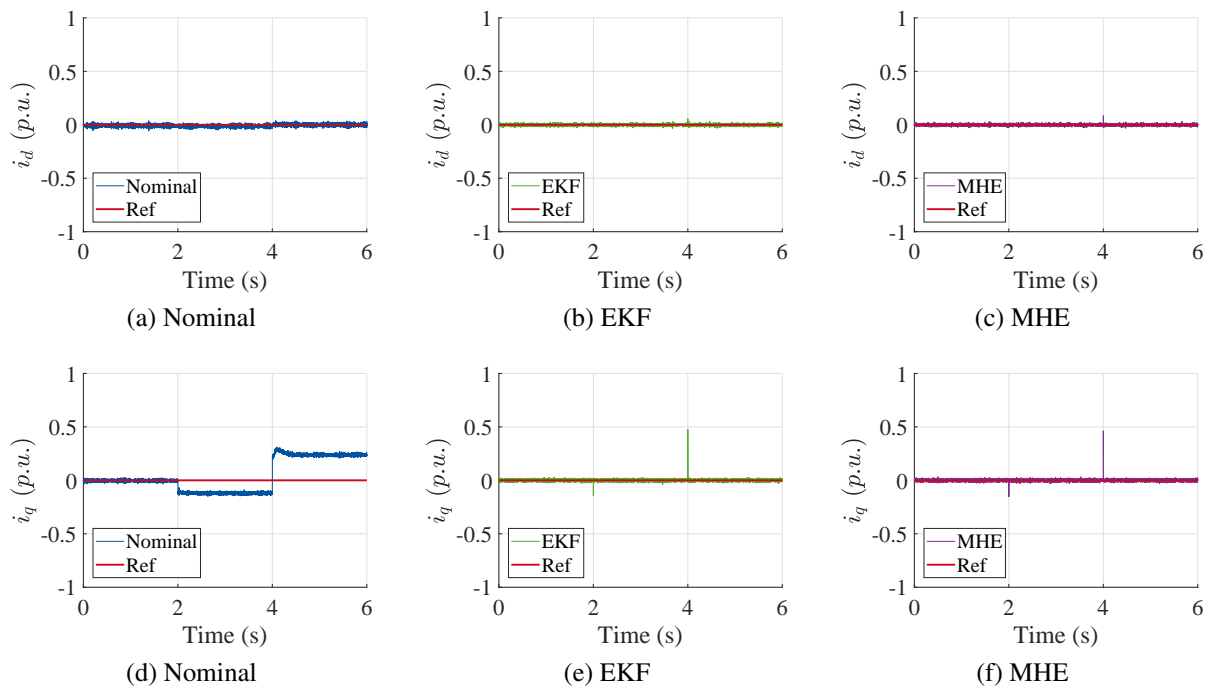 1
0.5
0
-0.5
-1
i_d (p.u.)
Nominal
Ref
0 2 4 6
Time (s)
(a) Nominal
1
0.5
0
-0.5
-1
i_d (p.u.)
EKF
Ref
0 2 4 6
Time (s)
(b) EKF
1
0.5
0
-0.5
-1
i_d (p.u.)
MHE
Ref
0 2 4 6
Time (s)
(c) MHE
1
0.5
0
-0.5
-1
i_q (p.u.)
Nominal
Ref
0 2 4 6
Time (s)
(d) Nominal
1
0.5
0
-0.5
-1
i_q (p.u.)
EKF
Ref
0 2 4 6
Time (s)
(e) EKF
1
0.5
0
-0.5
-1
i_q (p.u.)
MHE
Ref
0 2 4 6
Time (s)
(f) MHE